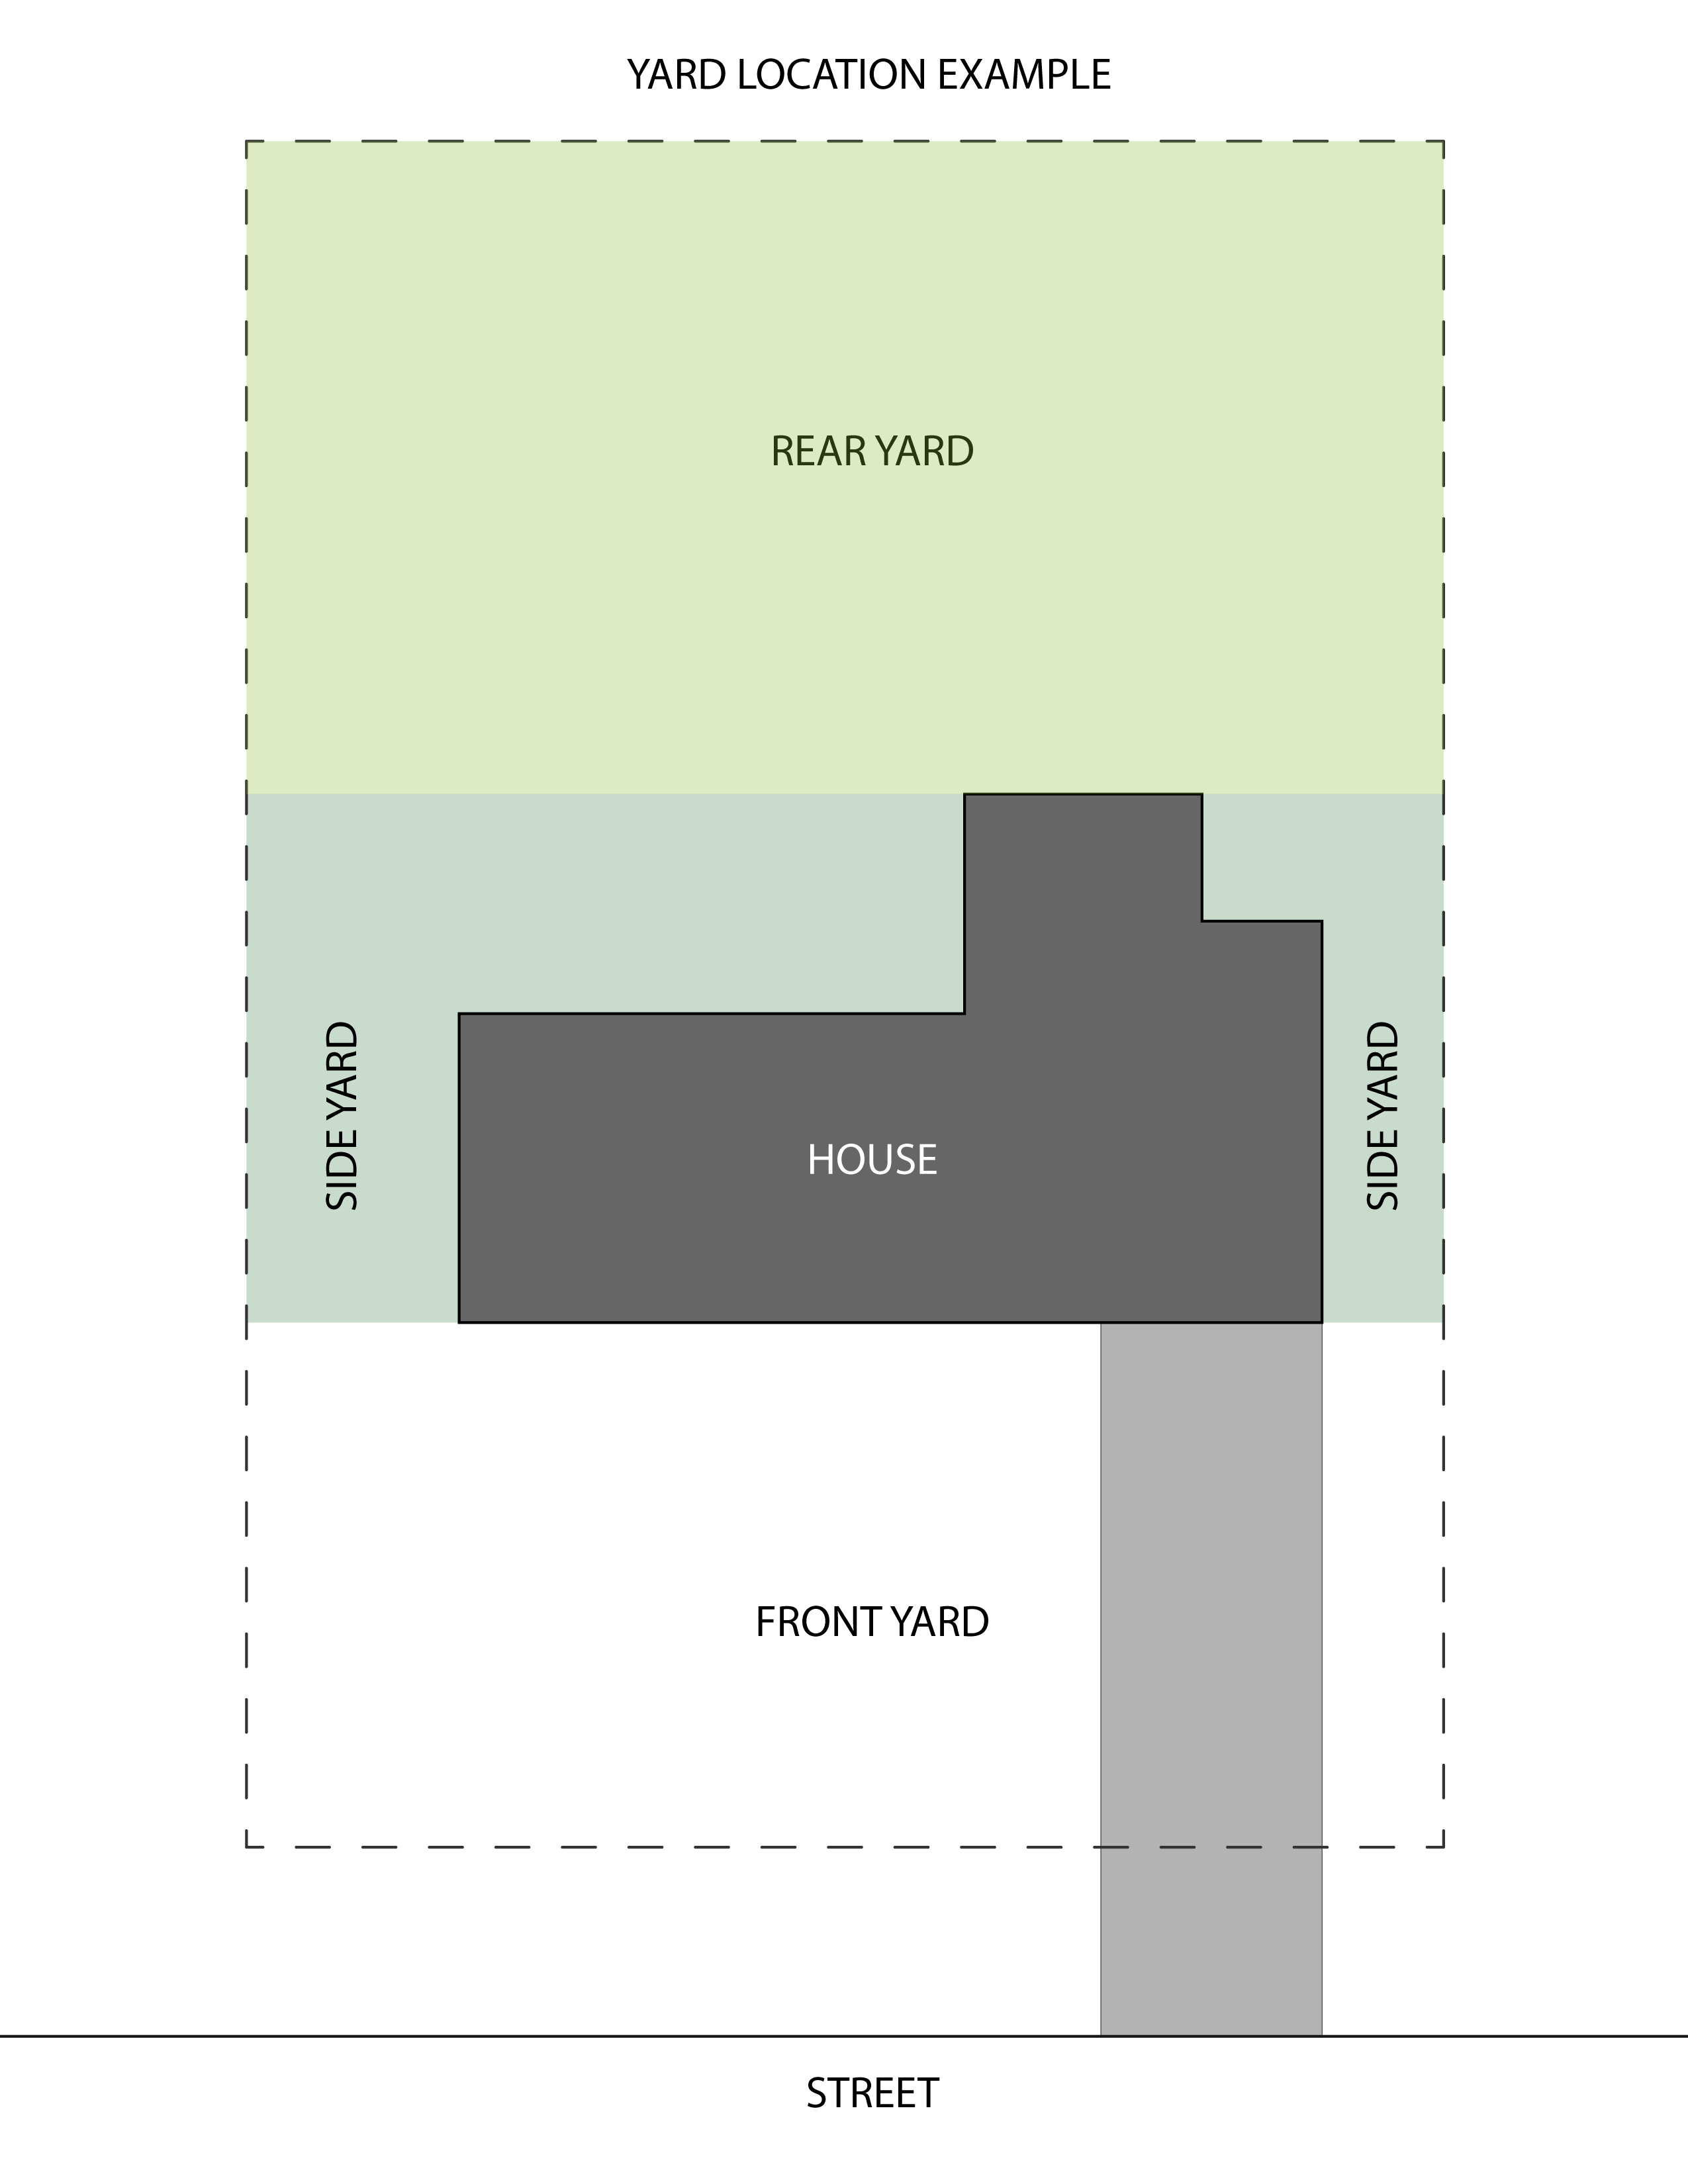 YARD LOCATION EXAMPLE
REAR YARD
SIDE YARD
SIDE YARD
HOUSE
FRONT YARD
STREET